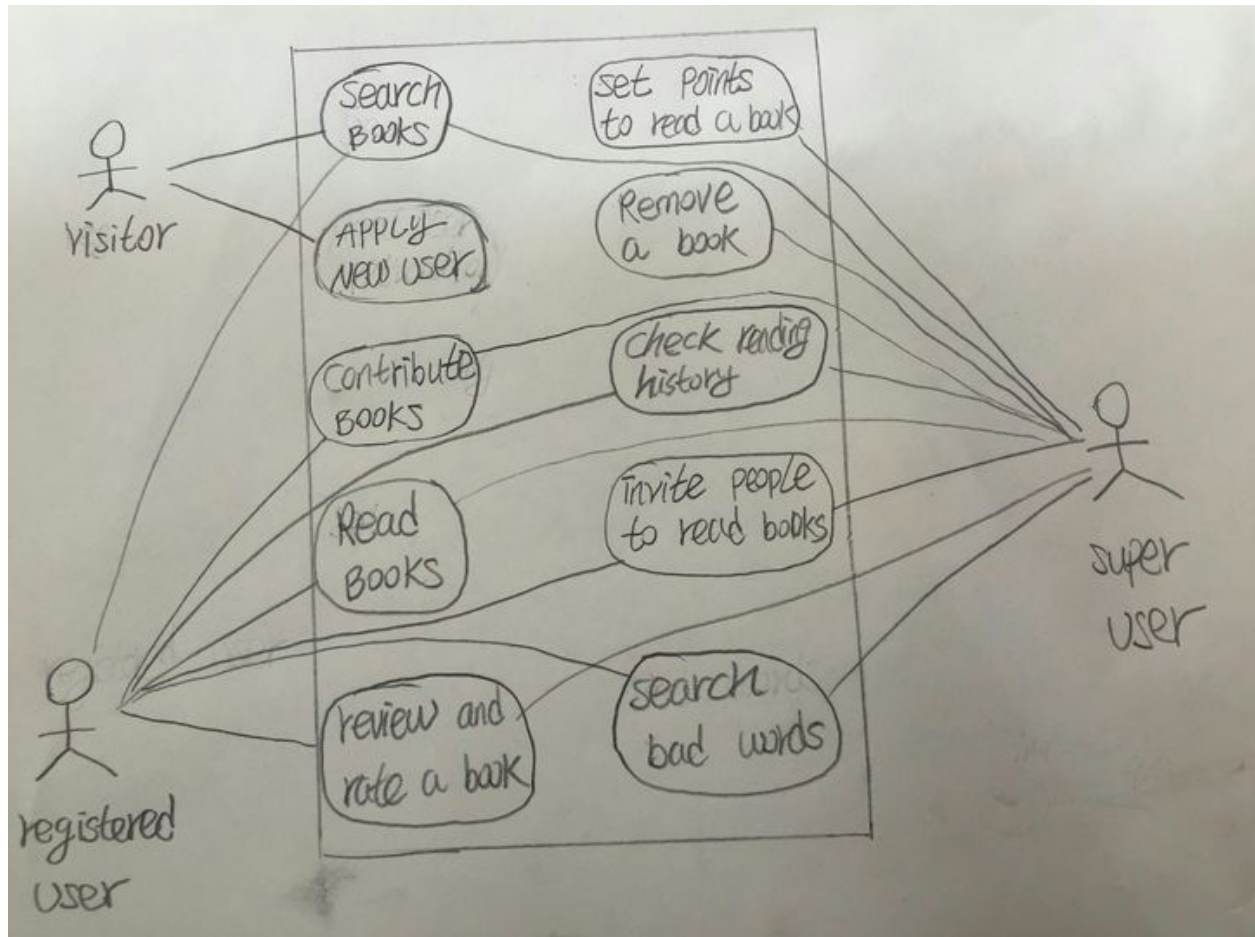 Search
BOOKS
set points
to read a book
visitor
APPLY
New user
Remove
a book
Contribute
BOOKS
check reading
history
Read
BOOKS
invite people
to read books
super
user
review and
rate a book
search
bad words
registered
user